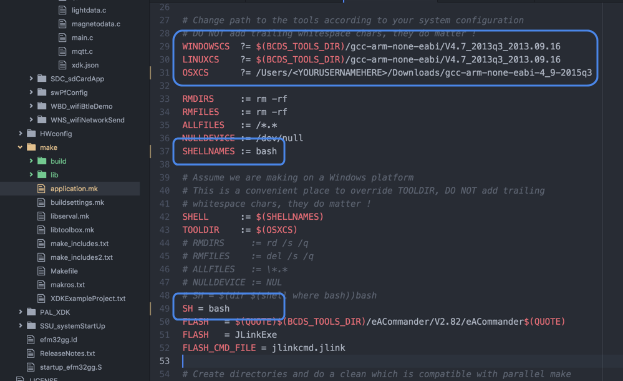 lightdata.c
magnetodata.c
main.c
mqtt.c
xdk.json
SDC_sdCardApp
swPfConfig
WBD_wifiBtleDemo
WNS_wifiNetworkSend
HWconfig
make
build
lib
application.mk
buildsettings.mk
libserval.mk
libtoolbox.mk
make_includes.txt
make_includes2.txt
Makefile
makros.txt
XDKExampleProject.txt
PAL_XDK
SSU_systemStartUp
efm32gg.ld
ReleaseNotes.txt
startup_efm32gg.S
LICENSE
26
27 # Change path to the tools according to your system configuration
28 # DO NOT add trailing whitespace chars, they do matter !
29 WINDOWSCS ?= $(BCDS_TOOLS_DIR)/gcc-arm-none-eabi/V4.7_2013q3_2013.09.16
30 LINUXCS ?= $(BCDS_TOOLS_DIR)/gcc-arm-none-eabi/V4.7_2013q3_2013.09.16
31 OSXCS ?= /Users/<YOURUSERNAMEHERE>/Downloads/gcc-arm-none-eabi-4_9-2015q3
32
33 RMDIRS := rm -rf
34 RMFILES := rm -rf
35 ALLFILES := /*.*
36 NULLDEVICE := /dev/null
37 SHELLNAMES := bash
38
39 # Assume we are making on a Windows platform
40 # This is a convenient place to override TOOLDIR, DO NOT add trailing
41 # whitespace chars, they do matter !
42 SHELL := $(SHELLNAMES)
43 TOOLDIR := $(OSXCS)
44 # RMDIRS := rd /s /q
45 # RMFILES := del /s /q
46 # ALLFILES := \*.*
47 # NULLDEVICE := NUL
48 # SH = $(dir $(shell where bash))bash
49 SH = bash
50 FLASH = $(QUOTE)$(BCDS_TOOLS_DIR)/eACommander/V2.82/eACommander$(QUOTE)
51 FLASH = JLinkExe
52 FLASH_CMD_FILE = jlinkcmd.jlink
53
54 # Create directories and do a clean which is compatible with parallel make